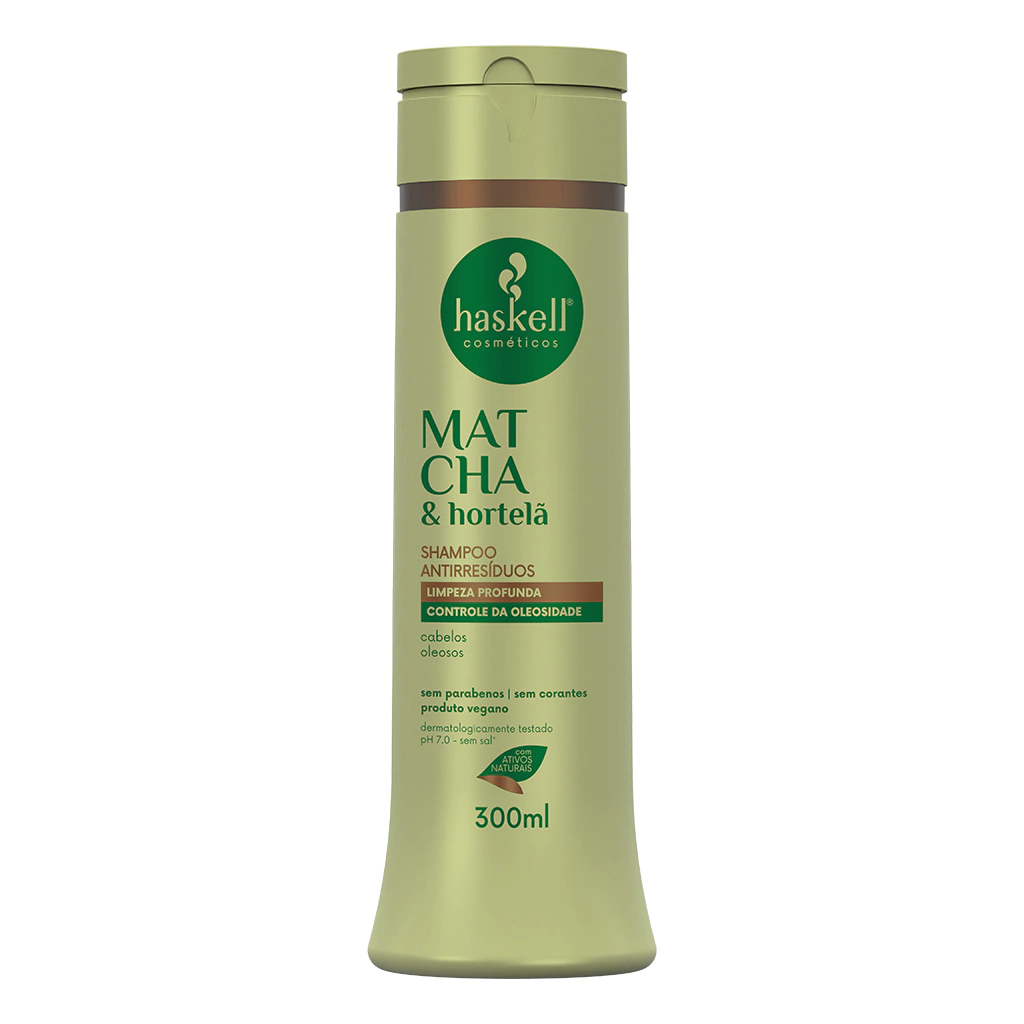 haskell®
cosméticos
MAT
CHA
& hortelã
SHAMPOO
ANTIRRESÍDUOS
LIMPEZA PROFUNDA
CONTROLE DA OLEOSIDADE
cabelos
oleosos
sem parabenos | sem corantes
produto vegano
dermatologicamente testado
pH 7.0 - sem sal*
com
ATIVOS
NATURAIS
300ml